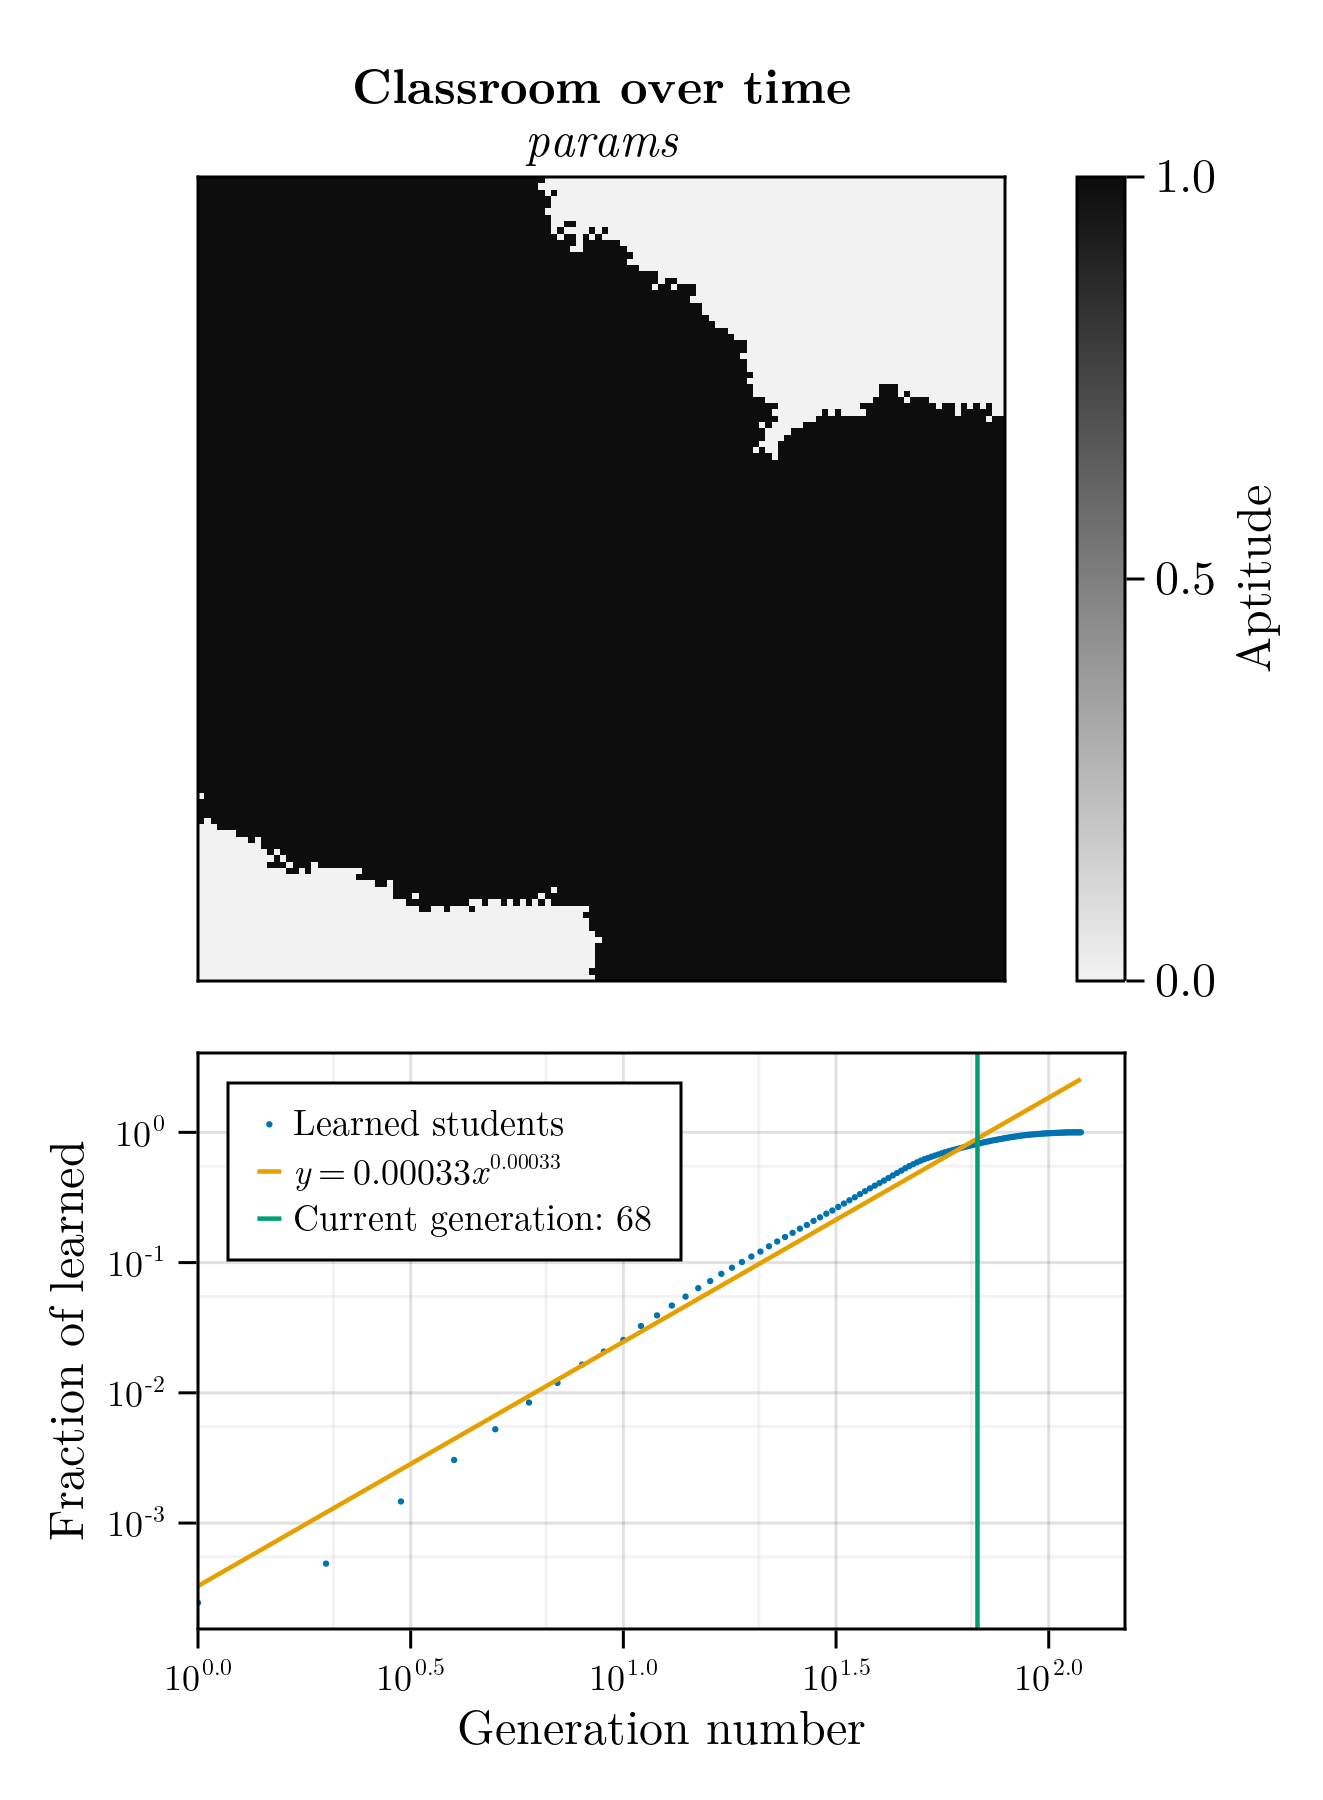 Classroom over time
params
1.0
0.5
0.0
Aptitude
Learned students
y = 0.00033x^0.00033
Current generation: 68
10^0
10^-1
10^-2
10^-3
Fraction of learned
10^0.0 10^0.5 10^1.0 10^1.5 10^2.0
Generation number